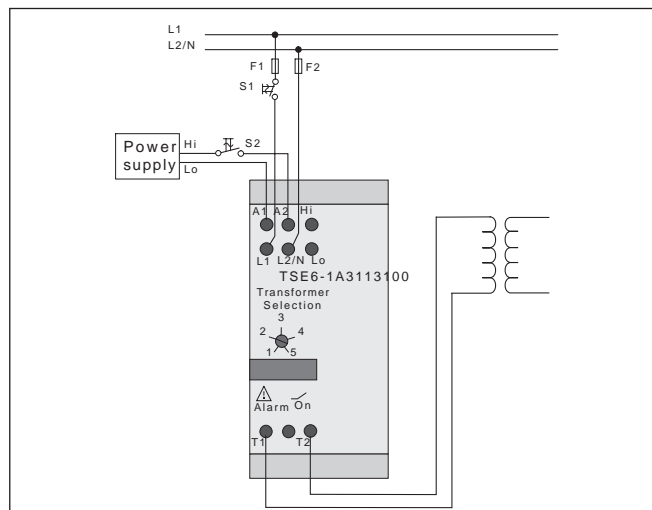 L1
L2/N
F1 F2
S1
Power supply
Hi S2
Lo
A1 A2 Hi
L1 L2/N Lo
TSE6-1A3113100
Transformer
Selection
3
2 4
1 5
Alarm On
T1 T2